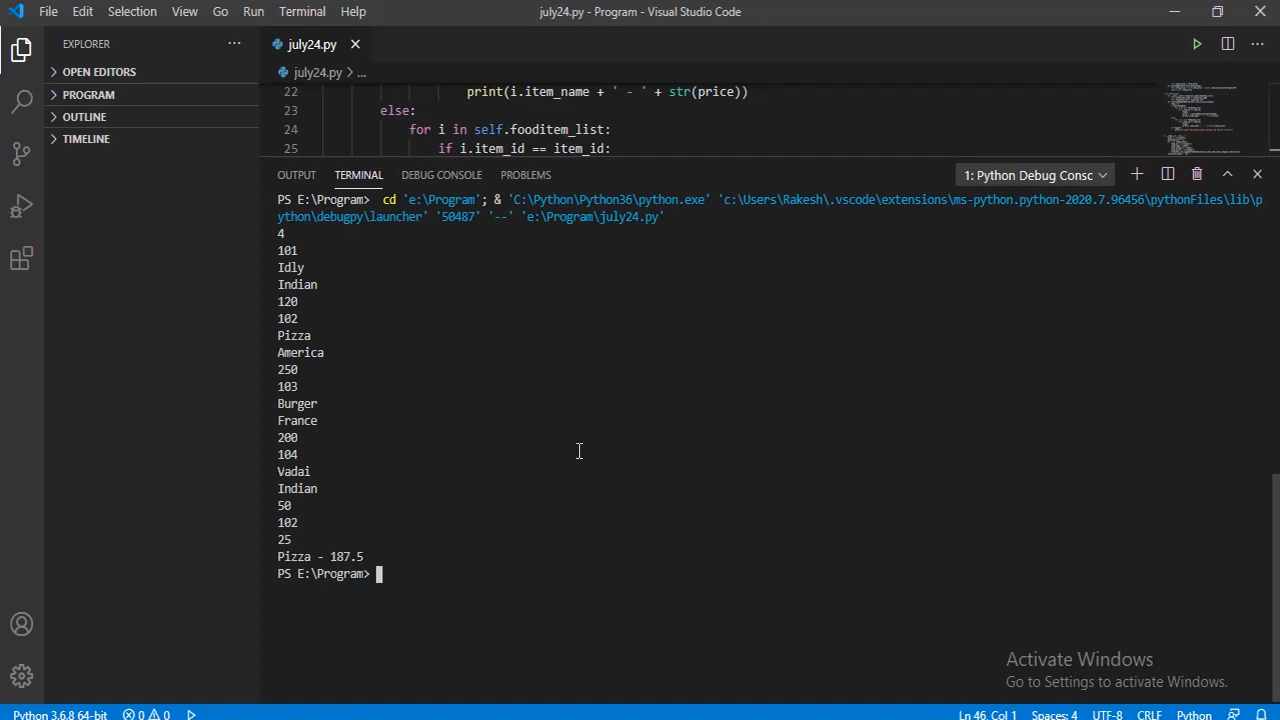 File Edit Selection View Go Run Terminal Help july24.py - Program - Visual Studio Code
EXPLORER ···
OPEN EDITORS
PROGRAM
OUTLINE
TIMELINE
july24.py
july24.py > ...
22 print(i.item_name + ' - ' + str(price))
23 else:
24 for i in self.fooditem_list:
25 if i.item_id == item_id:
OUTPUT TERMINAL DEBUG CONSOLE PROBLEMS 1: Python Debug Consc
PS E:\Program> cd 'e:\Program'; & 'C:\Python\Python36\python.exe' 'c:\Users\Rakesh\.vscode\extensions\ms-python.python-2020.7.96456\pythonFiles\lib\p
ython\debugpy\launcher' '50487' '--' 'e:\Program\july24.py'
4
101
Idly
Indian
120
102
Pizza
America
250
103
Burger
France
200
104
Vadai
Indian
50
102
25
Pizza - 187.5
PS E:\Program>
Activate Windows
Go to Settings to activate Windows.
Python 3.6.8 64-bit 0 0 Ln 46, Col 1 Spaces: 4 UTF-8 CRLF Python